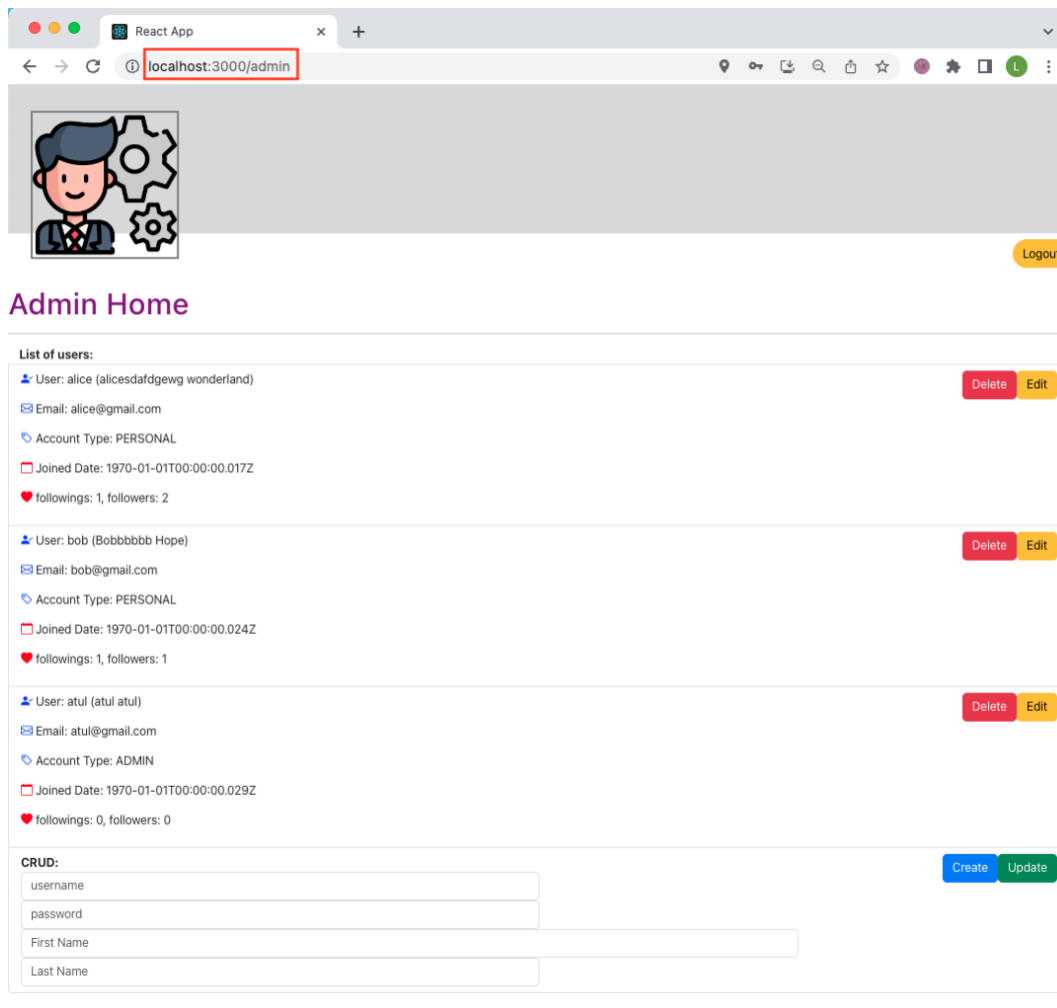 React App
localhost:3000/admin
L
Logout
Admin Home
List of users:
User: alice (alicesdafdgewg wonderland)
Delete Edit
Email: alice@gmail.com
Account Type: PERSONAL
Joined Date: 1970-01-01T00:00:00.017Z
followings: 1, followers: 2
User: bob (Bobbbbbb Hope)
Delete Edit
Email: bob@gmail.com
Account Type: PERSONAL
Joined Date: 1970-01-01T00:00:00.024Z
followings: 1, followers: 1
User: atul (atul atul)
Delete Edit
Email: atul@gmail.com
Account Type: ADMIN
Joined Date: 1970-01-01T00:00:00.029Z
followings: 0, followers: 0
CRUD:
Create Update
username
password
First Name
Last Name